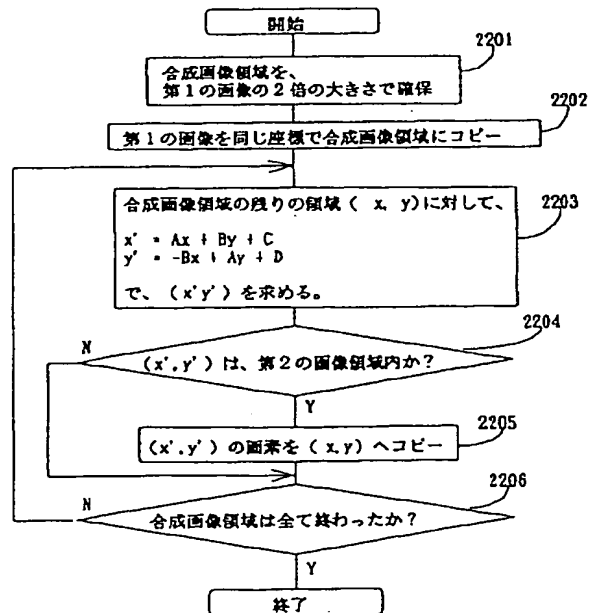 開始
2201
合成画像領域を、
第1の画像の2倍の大きさで確保
2202
第1の画像を同じ座標で合成画像領域にコピー
合成画像領域の残りの領域( x, y)に対して、
2203
x' = Ax + By + C
y' = -Bx + Ay + D
で、(x'y')を求める。
2204
N
(x',y')は、第2の画像領域内か?
Y
2205
(x',y')の画素を(x,y)へコピー
2206
N
合成画像領域は全て終わったか?
Y
終了